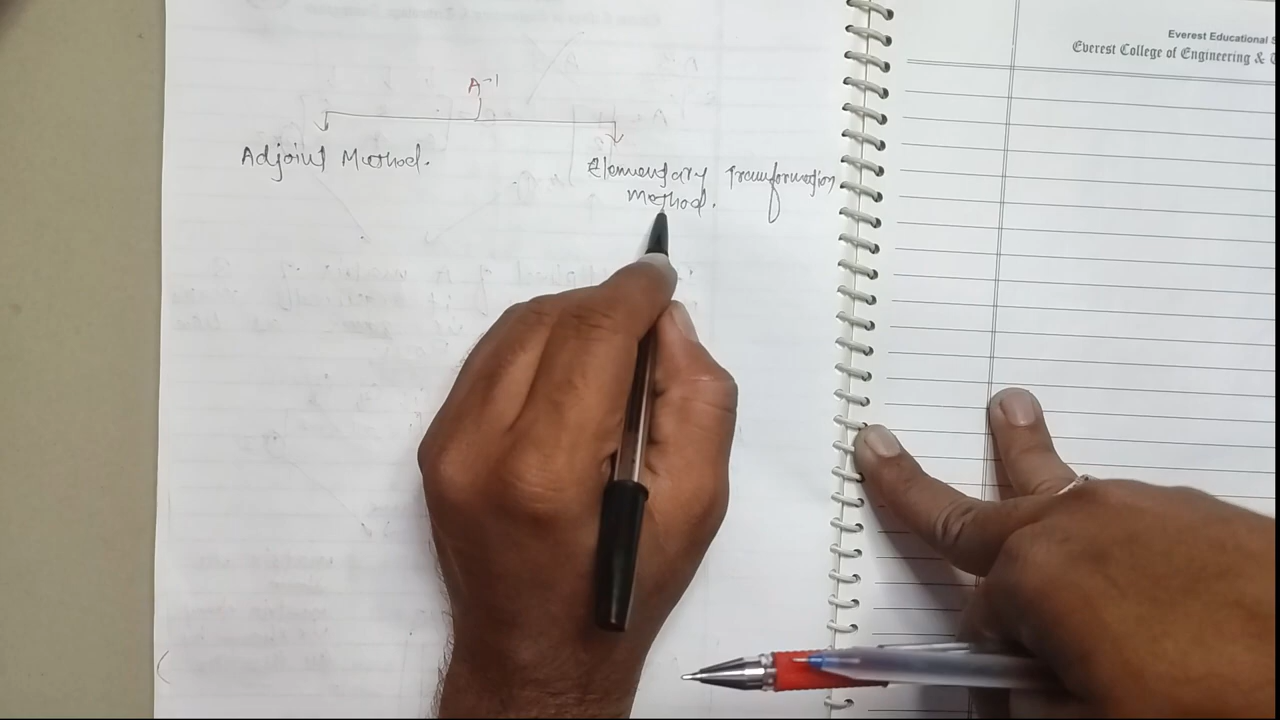 A⁻¹
Adjoint Method.
Elementary Transformation
Method.
Everest Educational S
Everest College of Engineering &